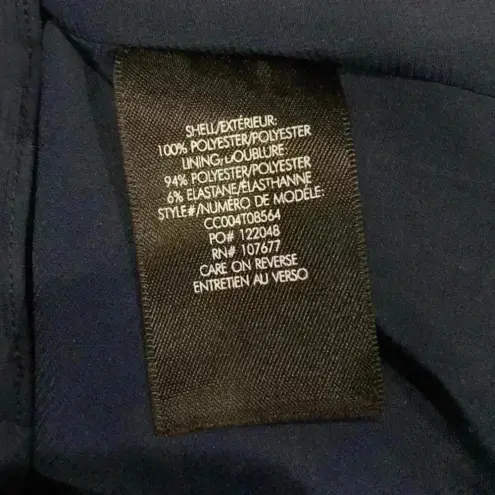 SHELL/EXTÉRIEUR:
100% POLYESTER/POLYESTER
LINING/DOUBLURE:
94% POLYESTER/POLYESTER
6% ELASTANE/ÉLASTHANNE
STYLE#/NUMÉRO DE MODÈLE:
CC004T08564
PO# 122048
RN# 107677
CARE ON REVERSE
ENTRETIEN AU VERSO